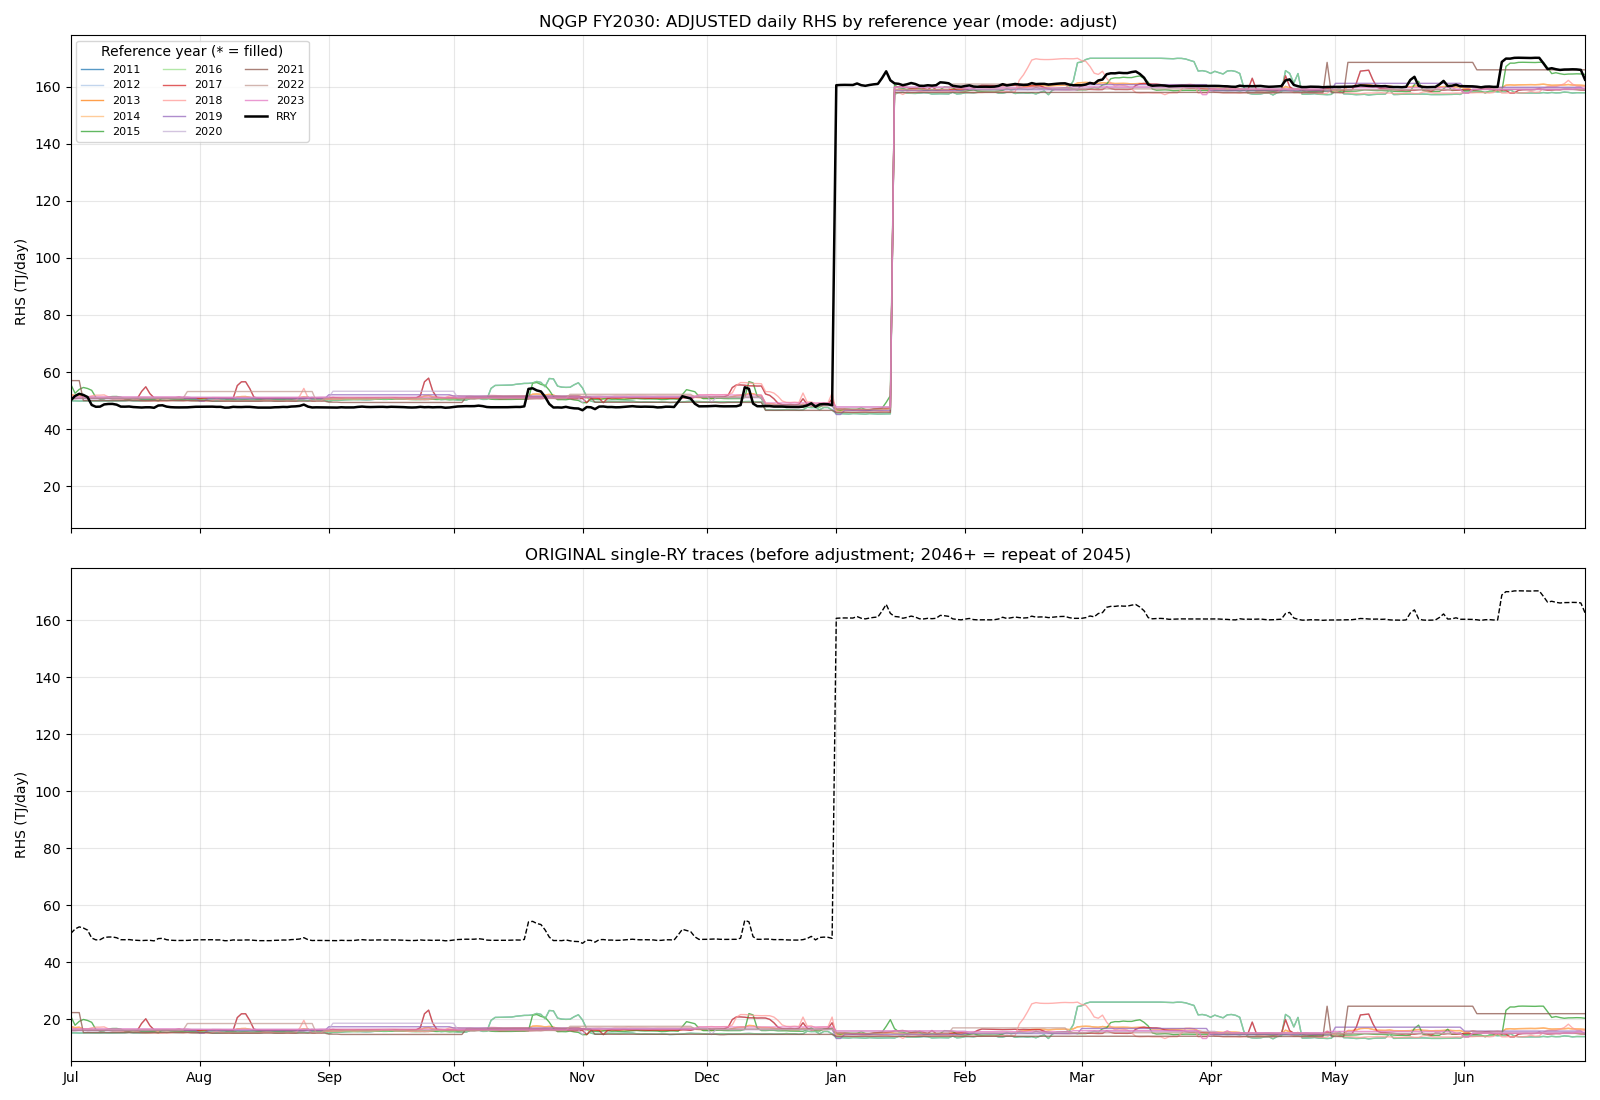 NQGP FY2030: ADJUSTED daily RHS by reference year (mode: adjust)
Reference year (* = filled)
2011 2016 2021
2012 2017 2022
2013 2018 2023
2014 2019 RRY
2015 2020
160
140
120
100
80
60
40
20
RHS (TJ/day)
ORIGINAL single-RY traces (before adjustment; 2046+ = repeat of 2045)
160
140
120
100
80
60
40
20
RHS (TJ/day)
Jul Aug Sep Oct Nov Dec Jan Feb Mar Apr May Jun